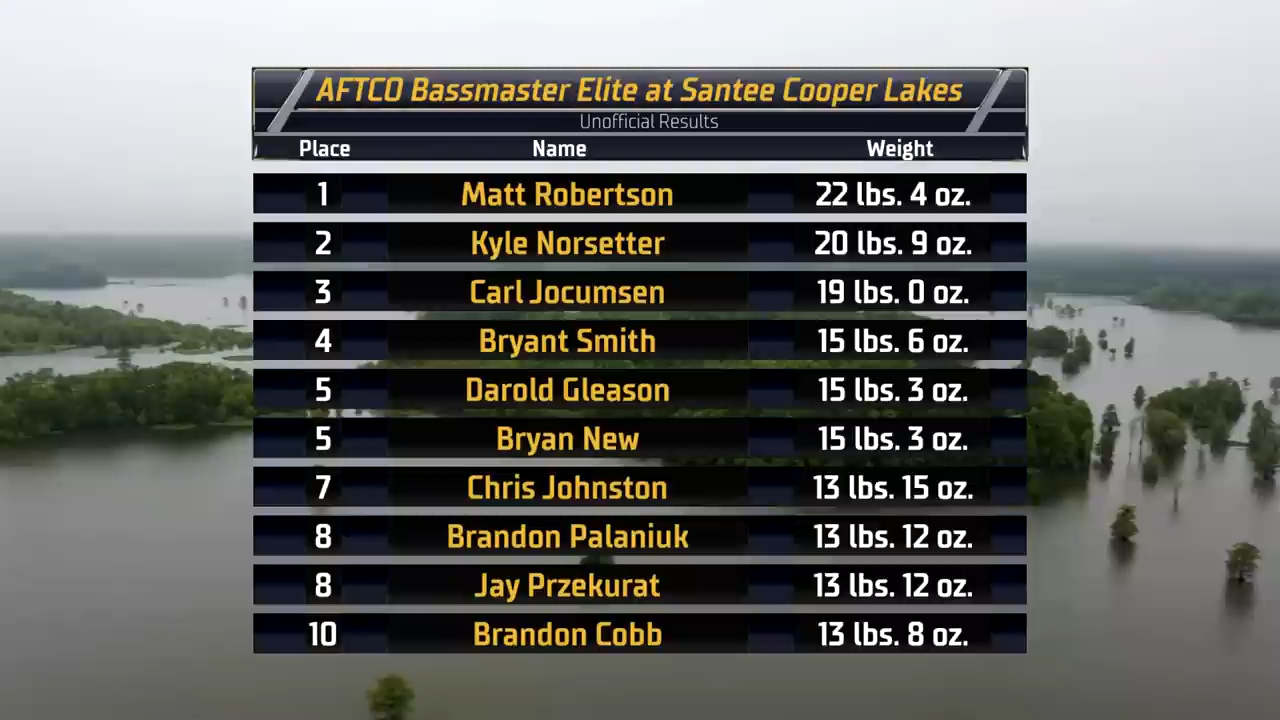 AFTCO Bassmaster Elite at Santee Cooper Lakes
Unofficial Results
Place Name Weight
1 Matt Robertson 22 lbs. 4 oz.
2 Kyle Norsetter 20 lbs. 9 oz.
3 Carl Jocumsen 19 lbs. 0 oz.
4 Bryant Smith 15 lbs. 6 oz.
5 Darold Gleason 15 lbs. 3 oz.
5 Bryan New 15 lbs. 3 oz.
7 Chris Johnston 13 lbs. 15 oz.
8 Brandon Palaniuk 13 lbs. 12 oz.
8 Jay Przekurat 13 lbs. 12 oz.
10 Brandon Cobb 13 lbs. 8 oz.